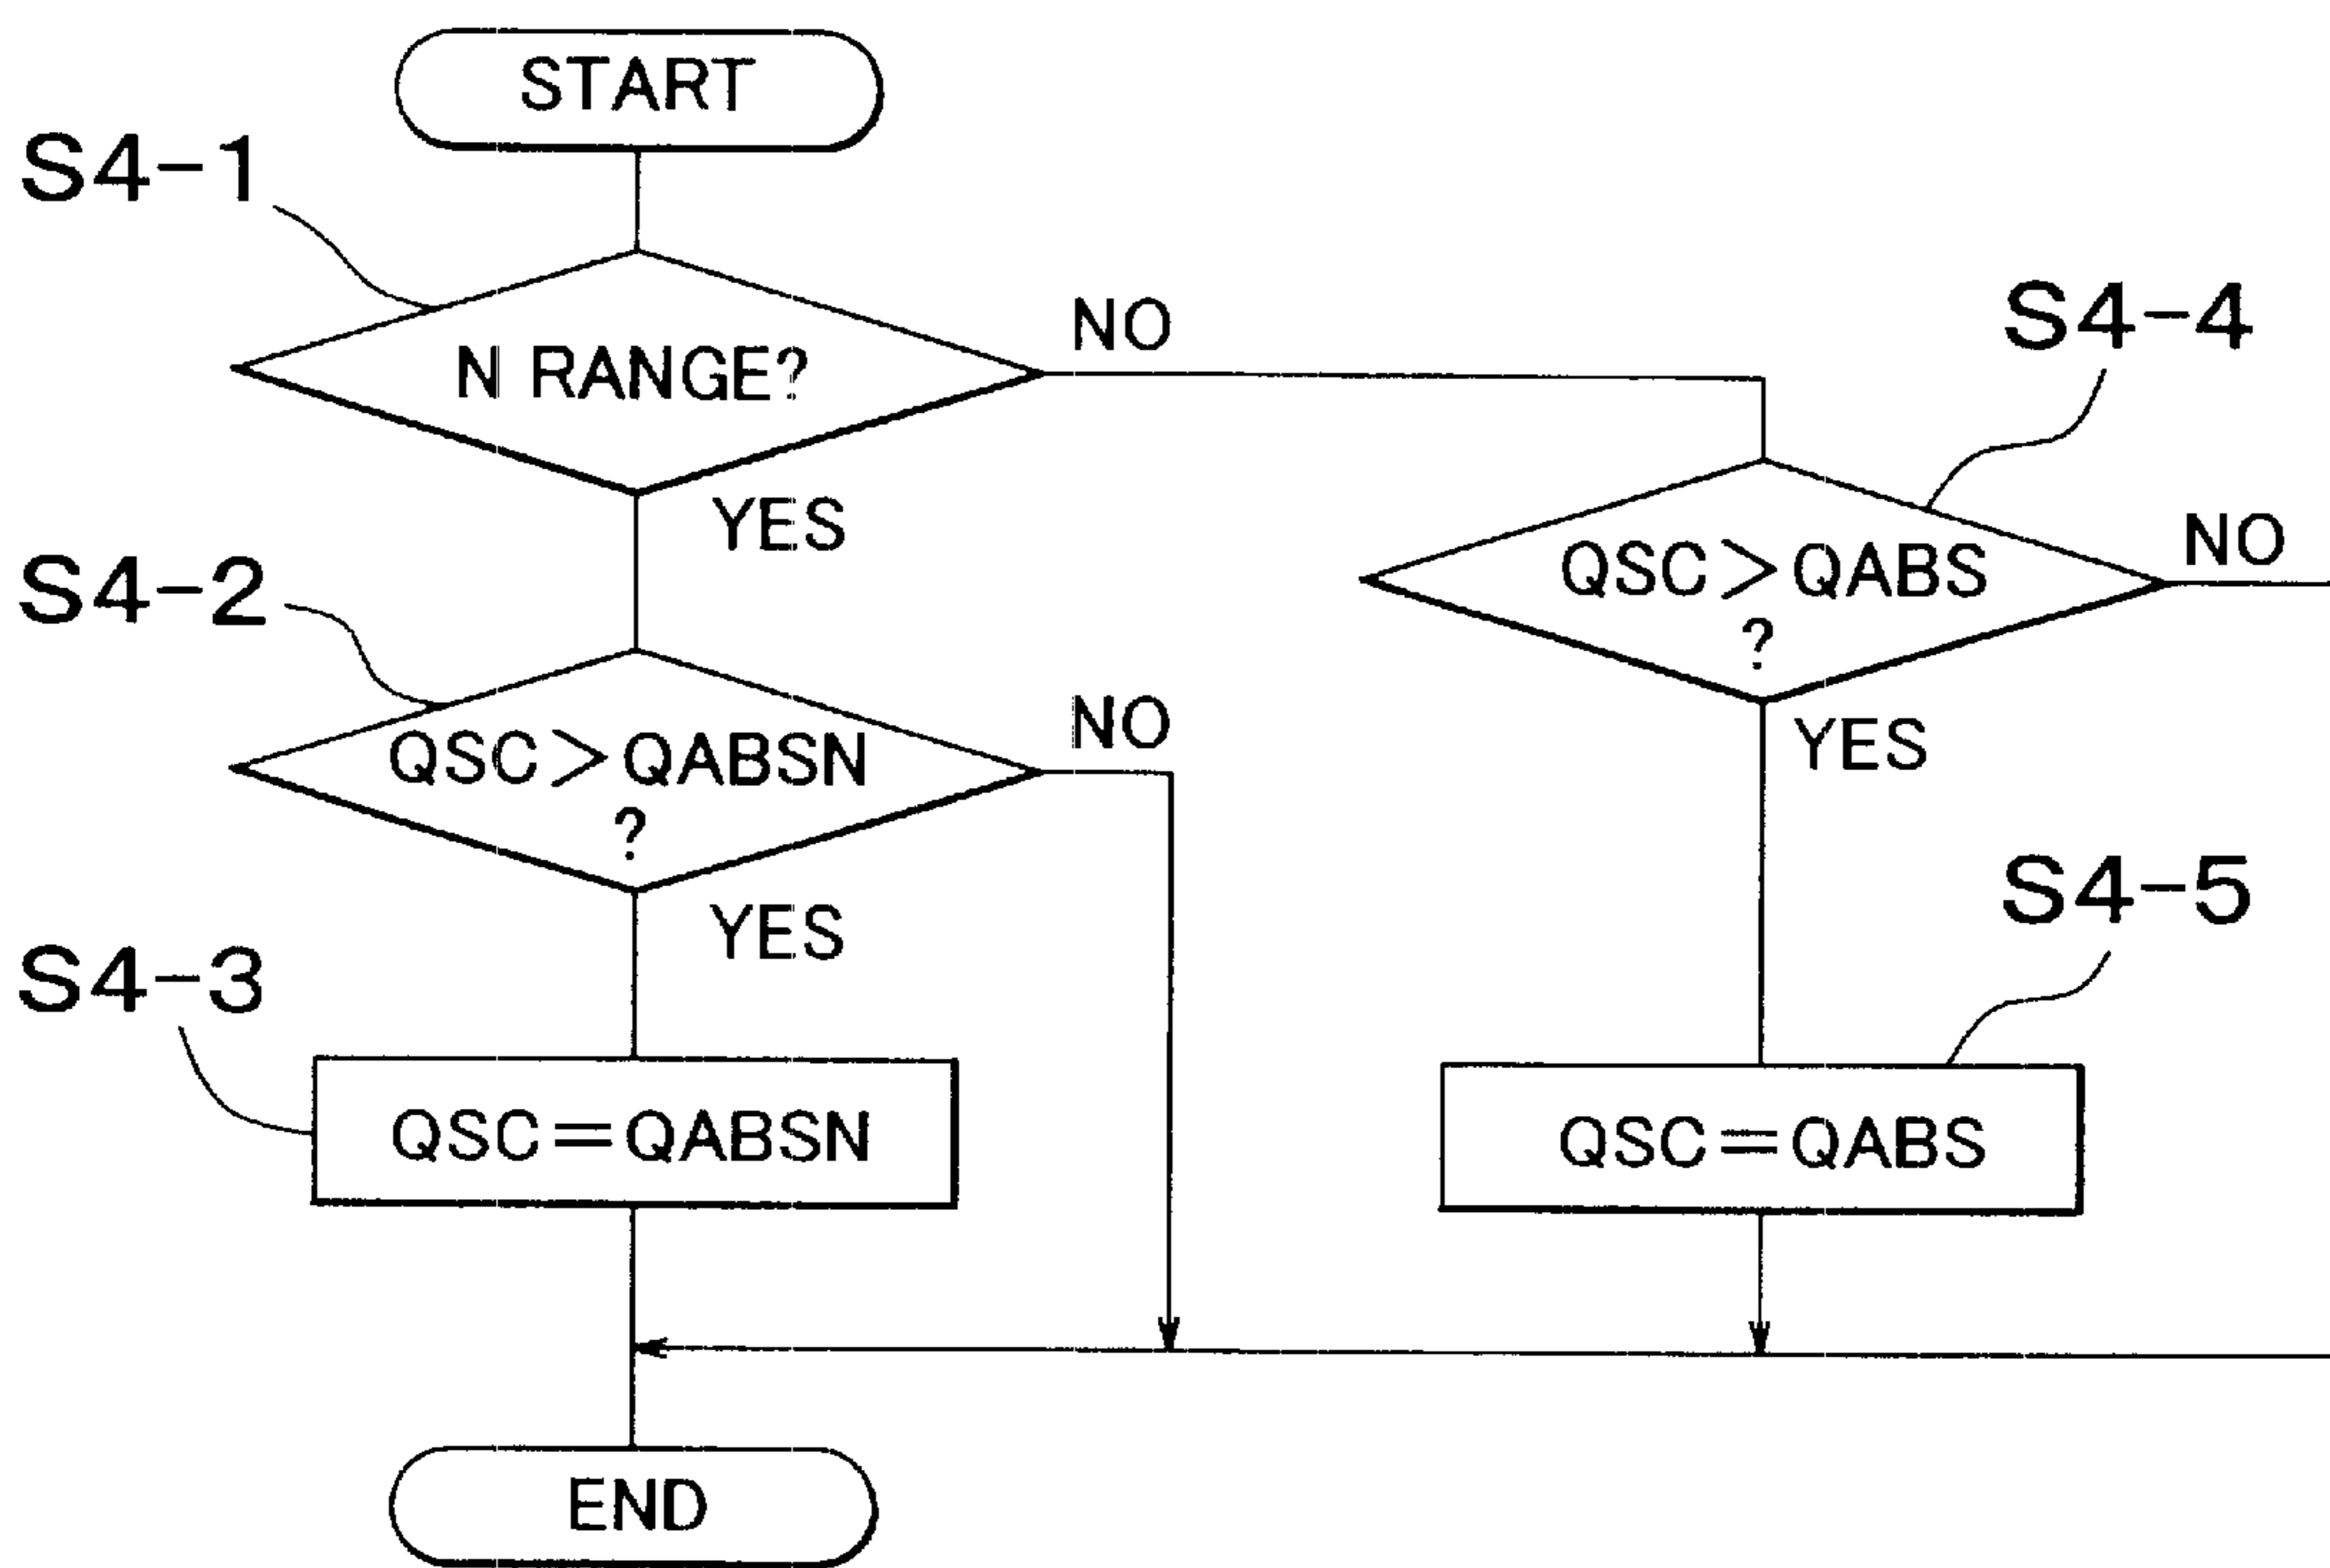 START
S4-1
N RANGE?
NO
YES
S4-2
QSC>QABSN
?
NO
YES
S4-3
QSC=QABSN
S4-4
QSC>QABS
?
NO
YES
S4-5
QSC=QABS
END